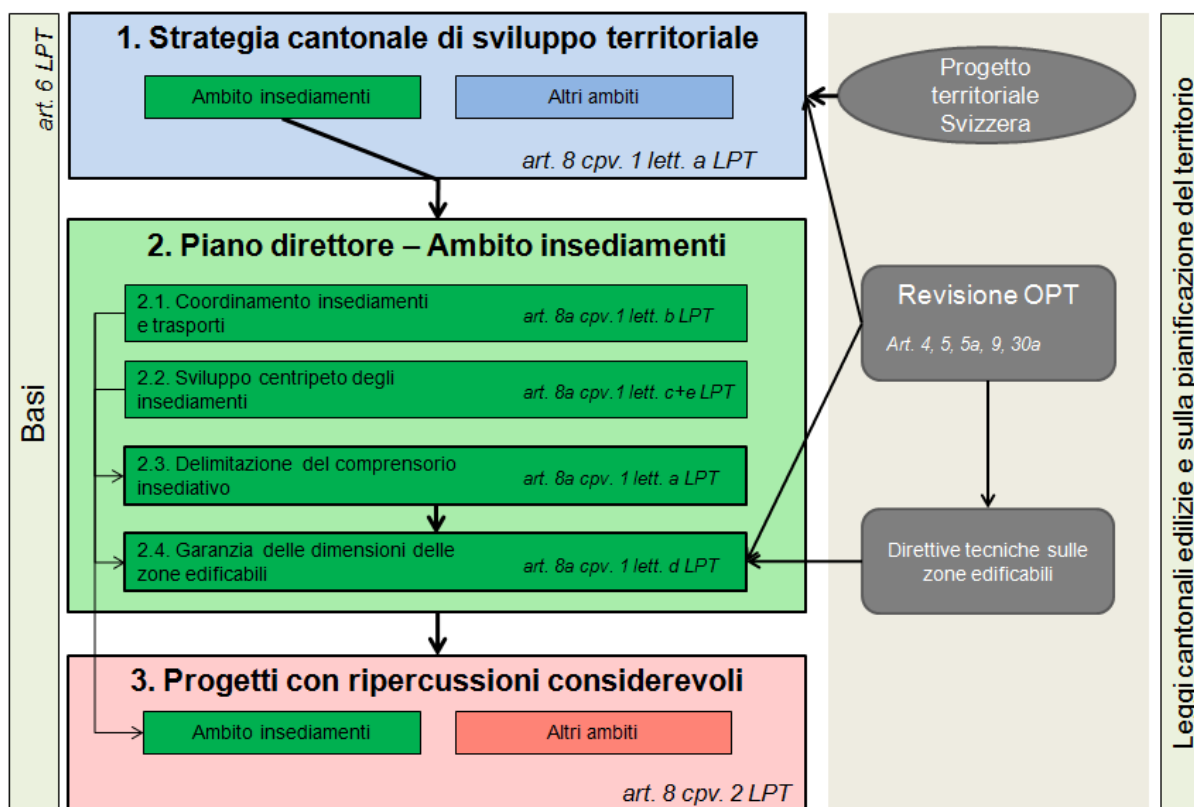 art. 6 LPT
Basi
1. Strategia cantonale di sviluppo territoriale
Ambito insediamenti
Altri ambiti
art. 8 cpv. 1 lett. a LPT
2. Piano direttore – Ambito insediamenti
2.1. Coordinamento insediamenti
e trasporti
art. 8a cpv.1 lett. b LPT
2.2. Sviluppo centripeto degli
insediamenti
art. 8a cpv.1 lett. c+e LPT
2.3. Delimitazione del comprensorio
insediativo
art. 8a cpv. 1 lett. a LPT
2.4. Garanzia delle dimensioni delle
zone edificabili
art. 8a cpv. 1 lett. d LPT
3. Progetti con ripercussioni considerevoli
Ambito insediamenti
Altri ambiti
art. 8 cpv. 2 LPT
Progetto
territoriale
Svizzera
Revisione OPT
Art. 4, 5, 5a, 9, 30a
Direttive tecniche sulle
zone edificabili
Leggi cantonali edilizie e sulla pianificazione del territorio